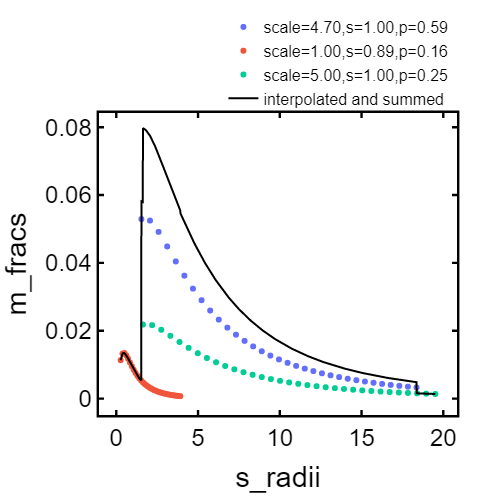 scale=4.70,s=1.00,p=0.59
scale=1.00,s=0.89,p=0.16
scale=5.00,s=1.00,p=0.25
interpolated and summed
0.08
0.06
0.04
0.02
0
m_fracs
0 5 10 15 20
s_radii